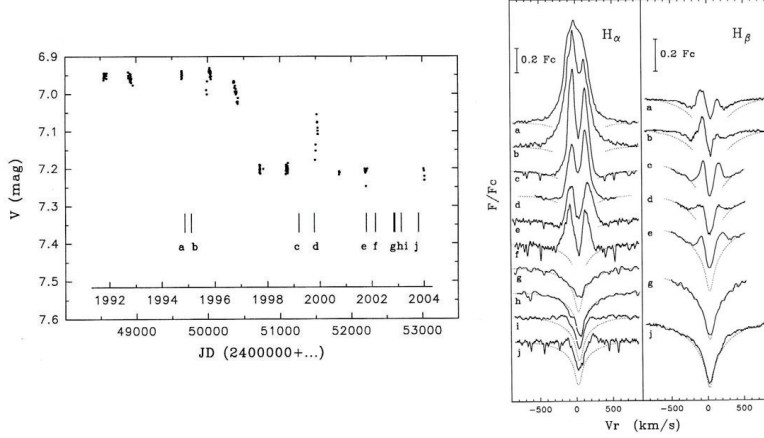 6.9
7.0
7.1
7.2
7.3
7.4
7.5
7.6
V (mag)
a b c d e f ghi j
1992 1994 1996 1998 2000 2002 2004
49000 50000 51000 52000 53000
JD (2400000+...)
Hα
0.2 Fc
a
b
c
d
e
f
g
h
i
j
F/Fc
−500 0 500
Hβ
0.2 Fc
a
b
c
d
e
g
j
−500 0 500
Vr (km/s)